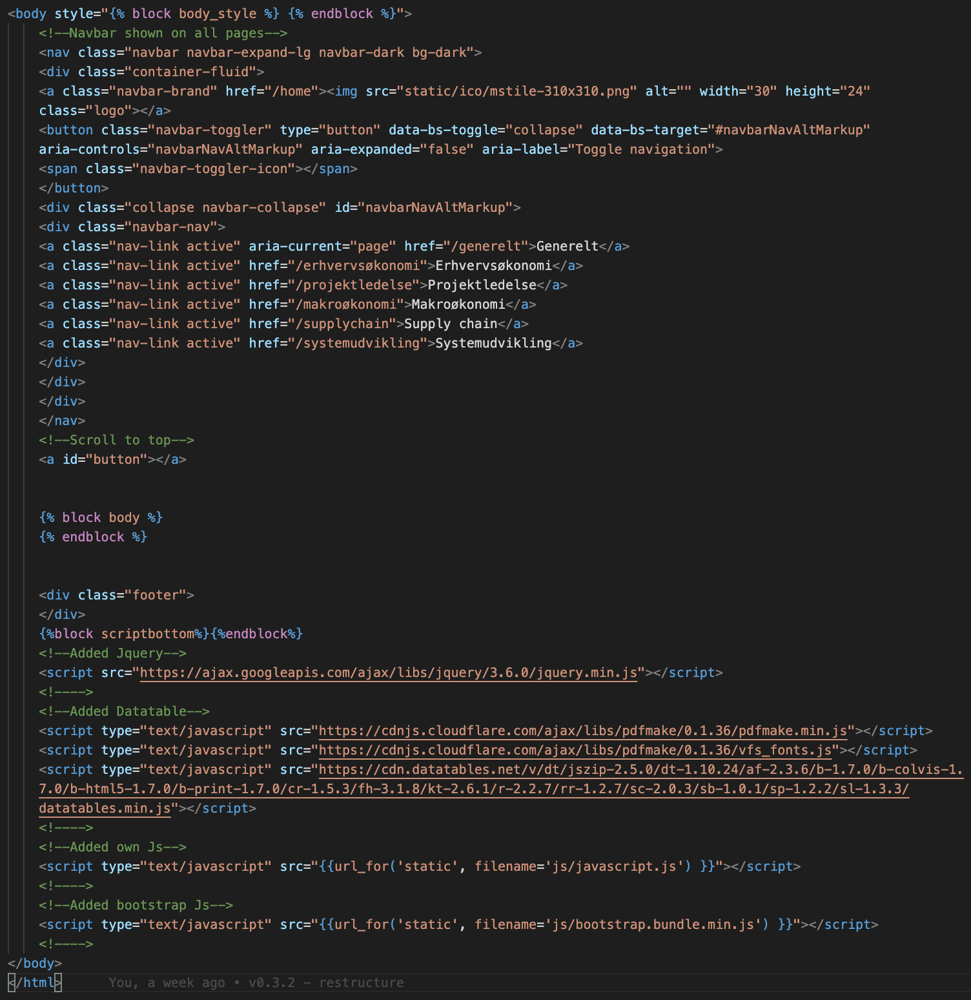 <body style="{% block body_style %} {% endblock %}">
<!--Navbar shown on all pages-->
<nav class="navbar navbar-expand-lg navbar-dark bg-dark">
<div class="container-fluid">
<a class="navbar-brand" href="/home"><img src="static/ico/mstile-310x310.png" alt="" width="30" height="24"
class="logo"></a>
<button class="navbar-toggler" type="button" data-bs-toggle="collapse" data-bs-target="#navbarNavAltMarkup"
aria-controls="navbarNavAltMarkup" aria-expanded="false" aria-label="Toggle navigation">
<span class="navbar-toggler-icon"></span>
</button>
<div class="collapse navbar-collapse" id="navbarNavAltMarkup">
<div class="navbar-nav">
<a class="nav-link active" aria-current="page" href="/generelt">Generelt</a>
<a class="nav-link active" href="/erhvervsøkonomi">Erhvervsøkonomi</a>
<a class="nav-link active" href="/projektledelse">Projektledelse</a>
<a class="nav-link active" href="/makroøkonomi">Makroøkonomi</a>
<a class="nav-link active" href="/supplychain">Supply chain</a>
<a class="nav-link active" href="/systemudvikling">Systemudvikling</a>
</div>
</div>
</div>
</nav>
<!--Scroll to top-->
<a id="button"></a>
{% block body %}
{% endblock %}
<div class="footer">
</div>
{%block scriptbottom%}{%endblock%}
<!--Added Jquery-->
<script src="https://ajax.googleapis.com/ajax/libs/jquery/3.6.0/jquery.min.js"></script>
<!---->
<!--Added Datatable-->
<script type="text/javascript" src="https://cdnjs.cloudflare.com/ajax/libs/pdfmake/0.1.36/pdfmake.min.js"></script>
<script type="text/javascript" src="https://cdnjs.cloudflare.com/ajax/libs/pdfmake/0.1.36/vfs_fonts.js"></script>
<script type="text/javascript" src="https://cdn.datatables.net/v/dt/jszip-2.5.0/dt-1.10.24/af-2.3.6/b-1.7.0/b-colvis-1.
7.0/b-html5-1.7.0/b-print-1.7.0/cr-1.5.3/fh-3.1.8/kt-2.6.1/r-2.2.7/rr-1.2.7/sc-2.0.3/sb-1.0.1/sp-1.2.2/sl-1.3.3/
datatables.min.js"></script>
<!---->
<!--Added own Js-->
<script type="text/javascript" src="{{url_for('static', filename='js/javascript.js') }}"></script>
<!---->
<!--Added bootstrap Js-->
<script type="text/javascript" src="{{url_for('static', filename='js/bootstrap.bundle.min.js') }}"></script>
<!---->
</body>
</html> You, a week ago • v0.3.2 – restructure